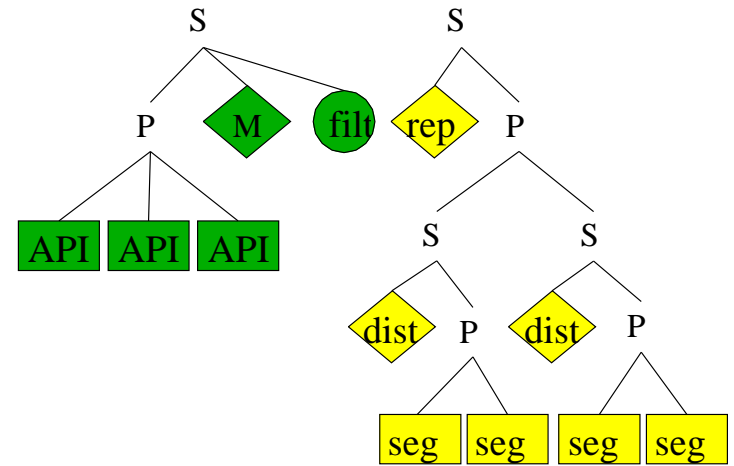 S S
P M filt rep P
API API API S S
dist P dist P
seg seg seg seg